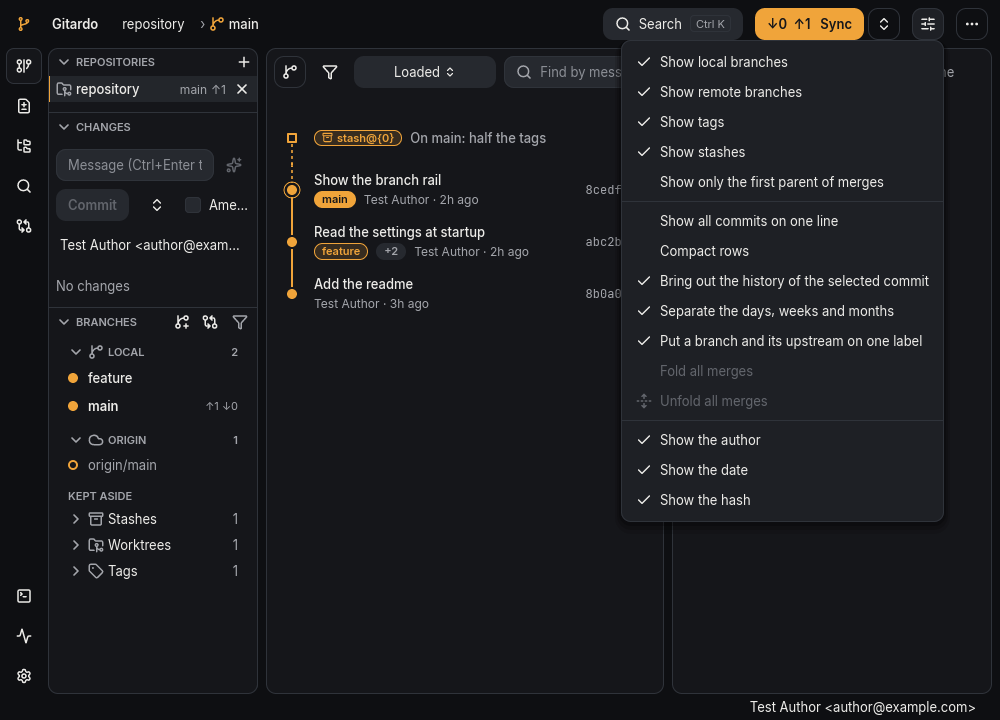 Gitardo
repository › main
Search Ctrl K
↓0 ↑1 Sync
REPOSITORIES
repository main ↑1
CHANGES
Message (Ctrl+Enter t
Commit
Ame...
Test Author <author@exam...
No changes
BRANCHES
LOCAL 2
feature
main ↑1 ↓0
ORIGIN 1
origin/main
KEPT ASIDE
Stashes 1
Worktrees 1
Tags 1
Loaded
Find by mess
stash@{0} On main: half the tags
Show the branch rail
main Test Author · 2h ago
8cedf
Read the settings at startup
feature +2 Test Author · 2h ago
abc2b
Add the readme
Test Author · 3h ago
8b0a0
Show local branches
Show remote branches
Show tags
Show stashes
Show only the first parent of merges
Show all commits on one line
Compact rows
Bring out the history of the selected commit
Separate the days, weeks and months
Put a branch and its upstream on one label
Fold all merges
Unfold all merges
Show the author
Show the date
Show the hash
Test Author <author@example.com>